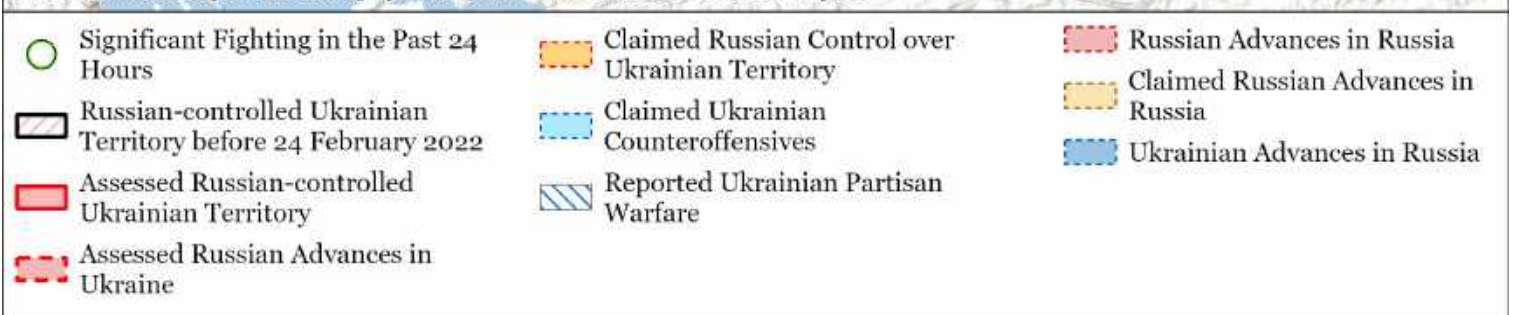 Significant Fighting in the Past 24
Hours
Russian-controlled Ukrainian
Territory before 24 February 2022
Assessed Russian-controlled
Ukrainian Territory
Assessed Russian Advances in
Ukraine
Claimed Russian Control over
Ukrainian Territory
Claimed Ukrainian
Counteroffensives
Reported Ukrainian Partisan
Warfare
Russian Advances in Russia
Claimed Russian Advances in
Russia
Ukrainian Advances in Russia